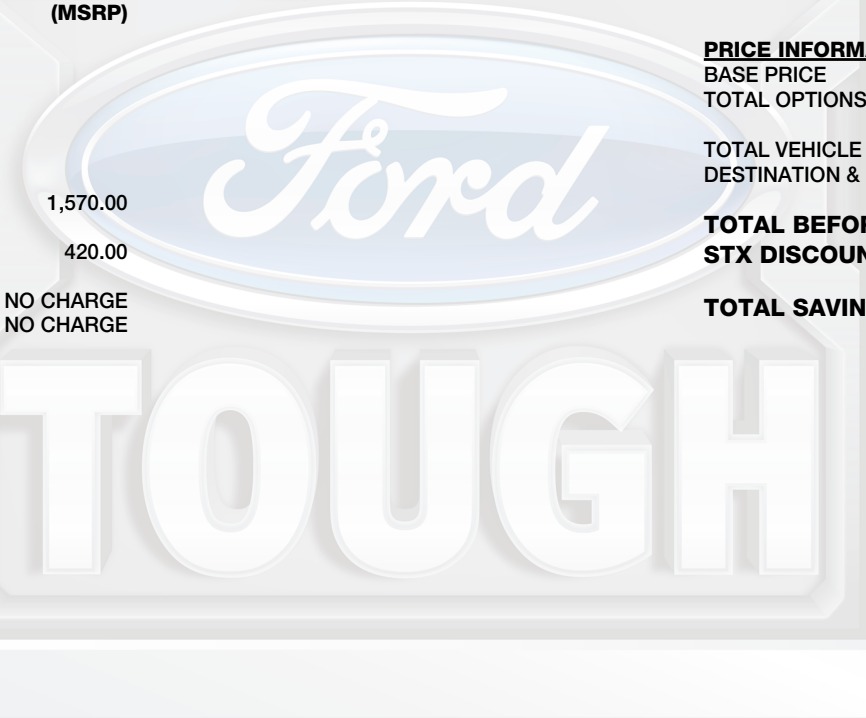 (MSRP)
1,570.00
420.00
NO CHARGE
NO CHARGE
PRICE INFORM
BASE PRICE
TOTAL OPTIONS
TOTAL VEHICLE
DESTINATION &
TOTAL BEFOR
STX DISCOUN
TOTAL SAVIN
Ford
TOUGH